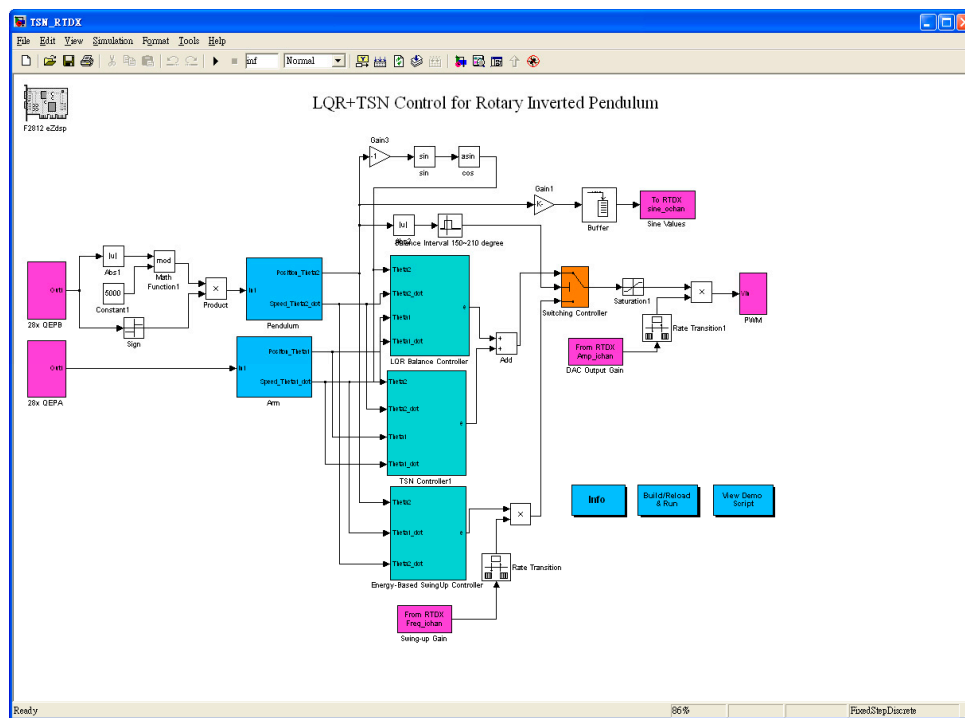 TSN_RTDX
File Edit View Simulation Format Tools Help
inf Normal
LQR+TSN Control for Rotary Inverted Pendulum
F2812 eZdsp
Gain3
-1
sin
sin
asin
cos
Gain1
K-
Buffer
To RTDX
sine_ochan
Sine Values
|u|
Balance Interval 150~210 degree
|u|
Abs1
mod
Math
Function1
5000
Constant1
Sign
×
Product
Out1
28x QEPB
Out1
28x QEPA
In1
Position_Theta2
Speed_Theta2_dot
Pendulum
In1
Position_Theta1
Speed_Theta1_dot
Arm
Theta2
Theta2_dot
Theta1
Theta1_dot
LQR Balance Controller
Theta2
Theta2_dot
Theta1
Theta1_dot
TSN Controller1
Theta2
Theta1_dot
Theta2_dot
Energy-Based SwingUp Controller
+
+
Add
Switching Controller
Saturation1
×
PWM
Rate Transition1
From RTDX
Amp_ichan
DAC Output Gain
×
Rate Transition
From RTDX
Freq_ichan
Swing-up Gain
Info
Build/Reload
& Run
View Demo
Script
Ready
86%
FixedStepDiscrete